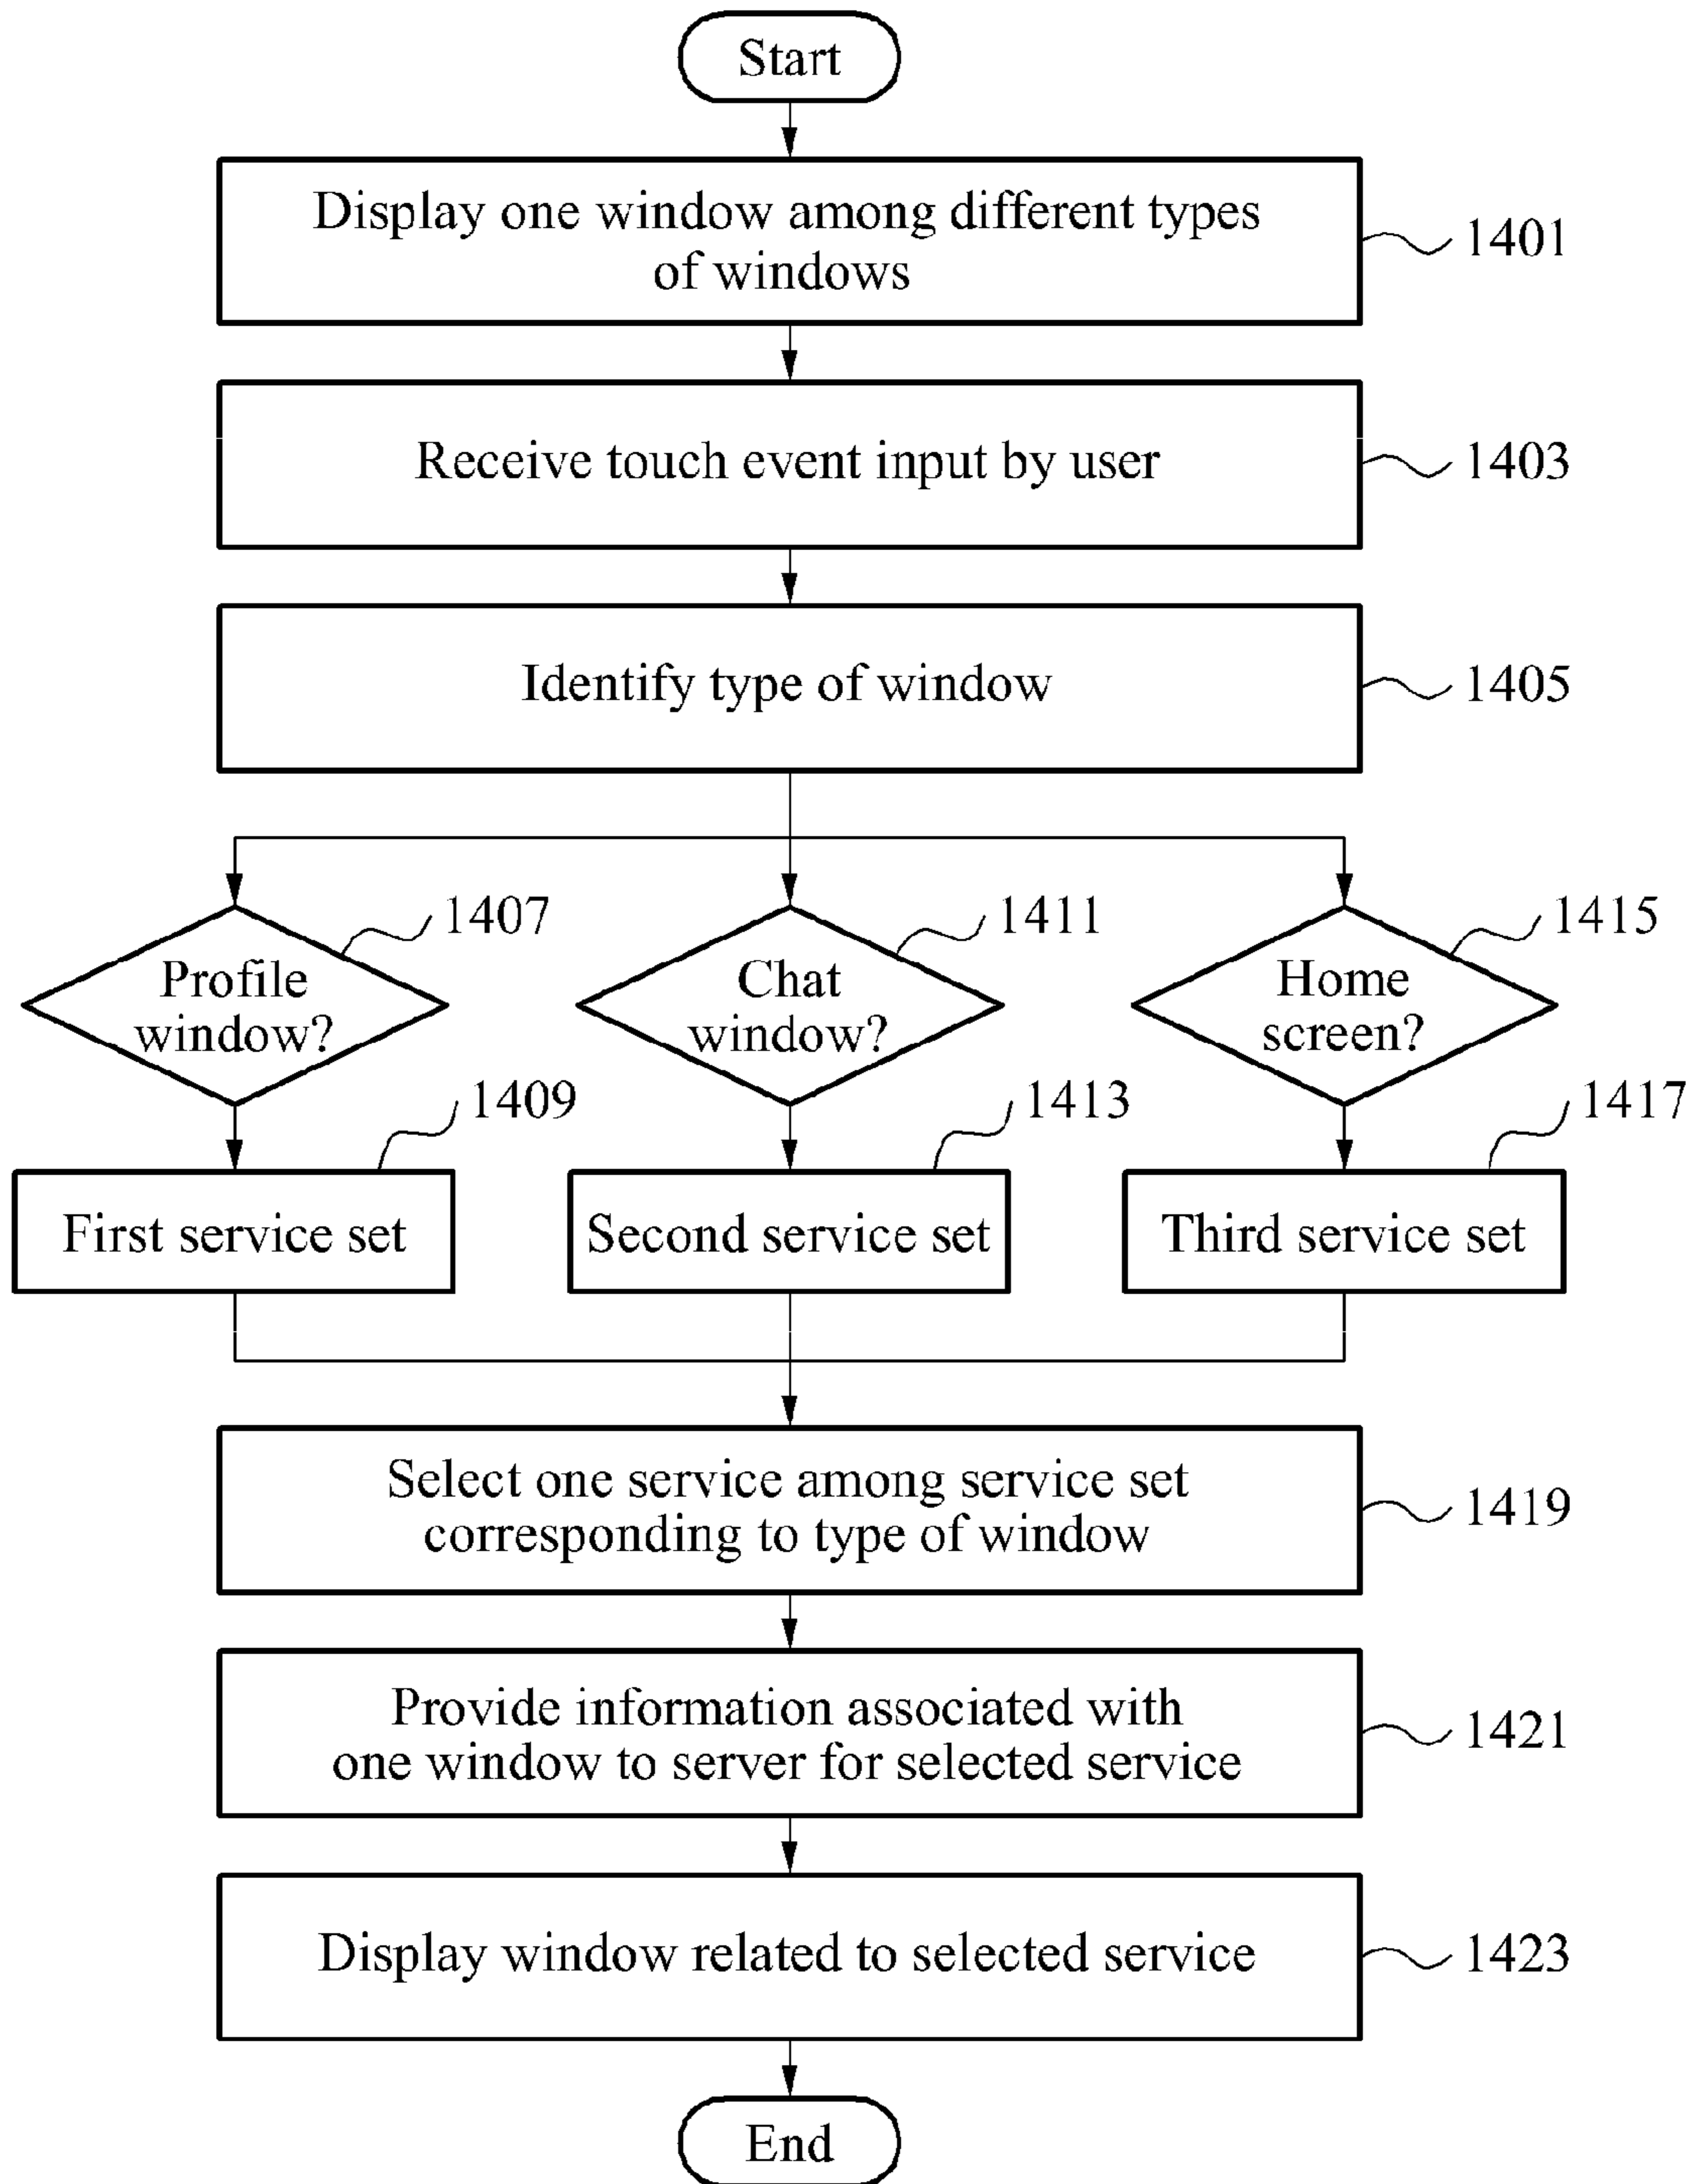 Start
Display one window among different types
of windows
1401
Receive touch event input by user
1403
Identify type of window
1405
1407
Profile
window?
1411
Chat
window?
1415
Home
screen?
1409
First service set
1413
Second service set
1417
Third service set
Select one service among service set
corresponding to type of window
1419
Provide information associated with
one window to server for selected service
1421
Display window related to selected service
1423
End